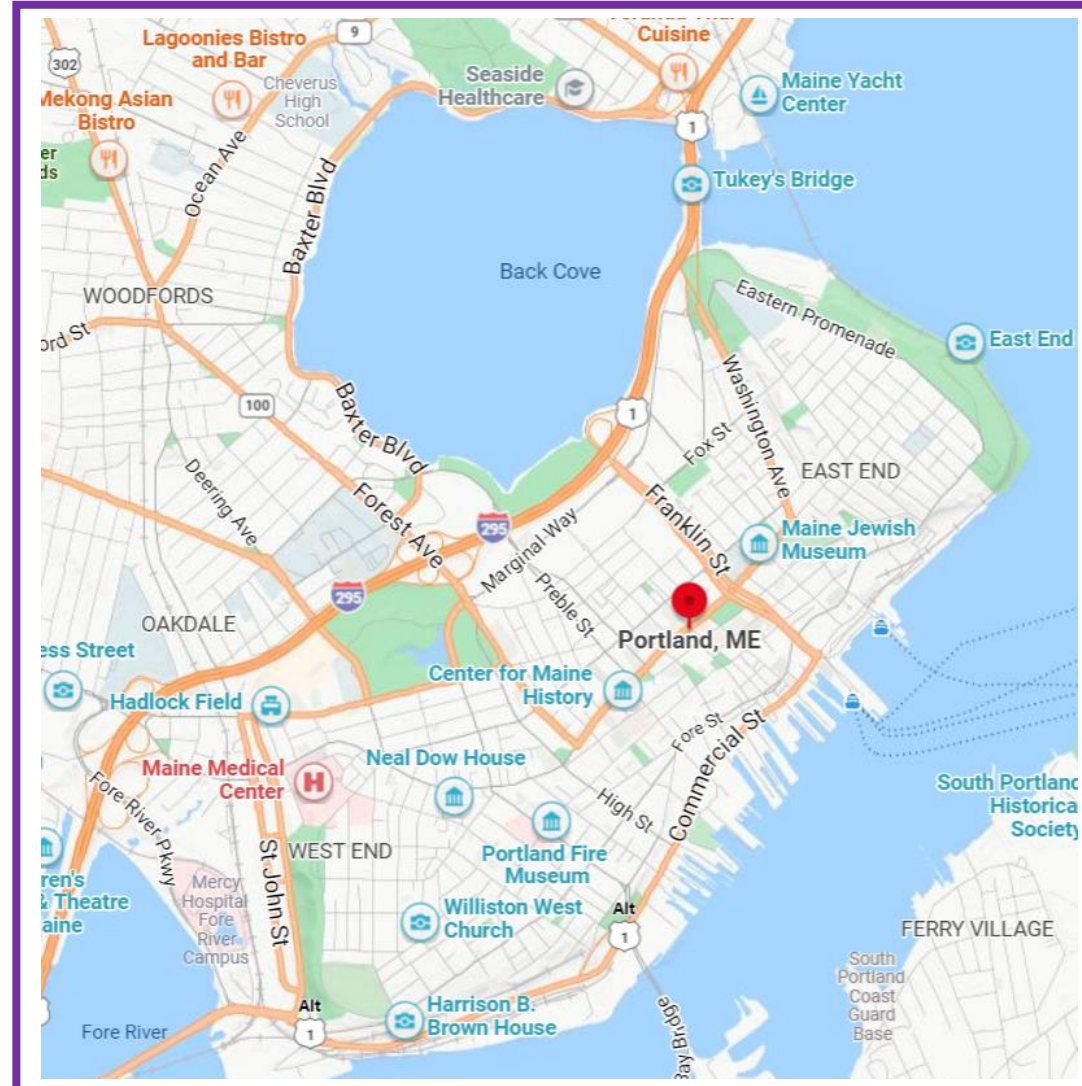 Cuisine
Lagoonies Bistro
and Bar
9
302
Seaside
Healthcare
Maine Yacht
Center
Cheverus
High
School
Mekong Asian
Bistro
1
Ocean Ave
Baxter Blvd
Tukey's Bridge
Back Cove
WOODFORDS
Eastern Promenade
East End
100
Baxter Blvd
1
Washington Ave
Fox St
EAST END
Deering Ave
Forest Ave
Franklin St
295
Marginal Way
Maine Jewish
Museum
295
Preble St
OAKDALE
Portland, ME
Street
Center for Maine
History
Hadlock Field
Fore St
Commercial St
Neal Dow House
Maine Medical
Center
H
High St
South Portland
Historical
Society
Fore River Pkwy
St John St
WEST END
Portland Fire
Museum
Mercy
Hospital
Fore
River
Campus
& Theatre
Williston West
Church
Alt
1
FERRY VILLAGE
South
Portland
Coast
Guard
Base
Alt
1
Harrison B.
Brown House
Fore River
Bay Bridge